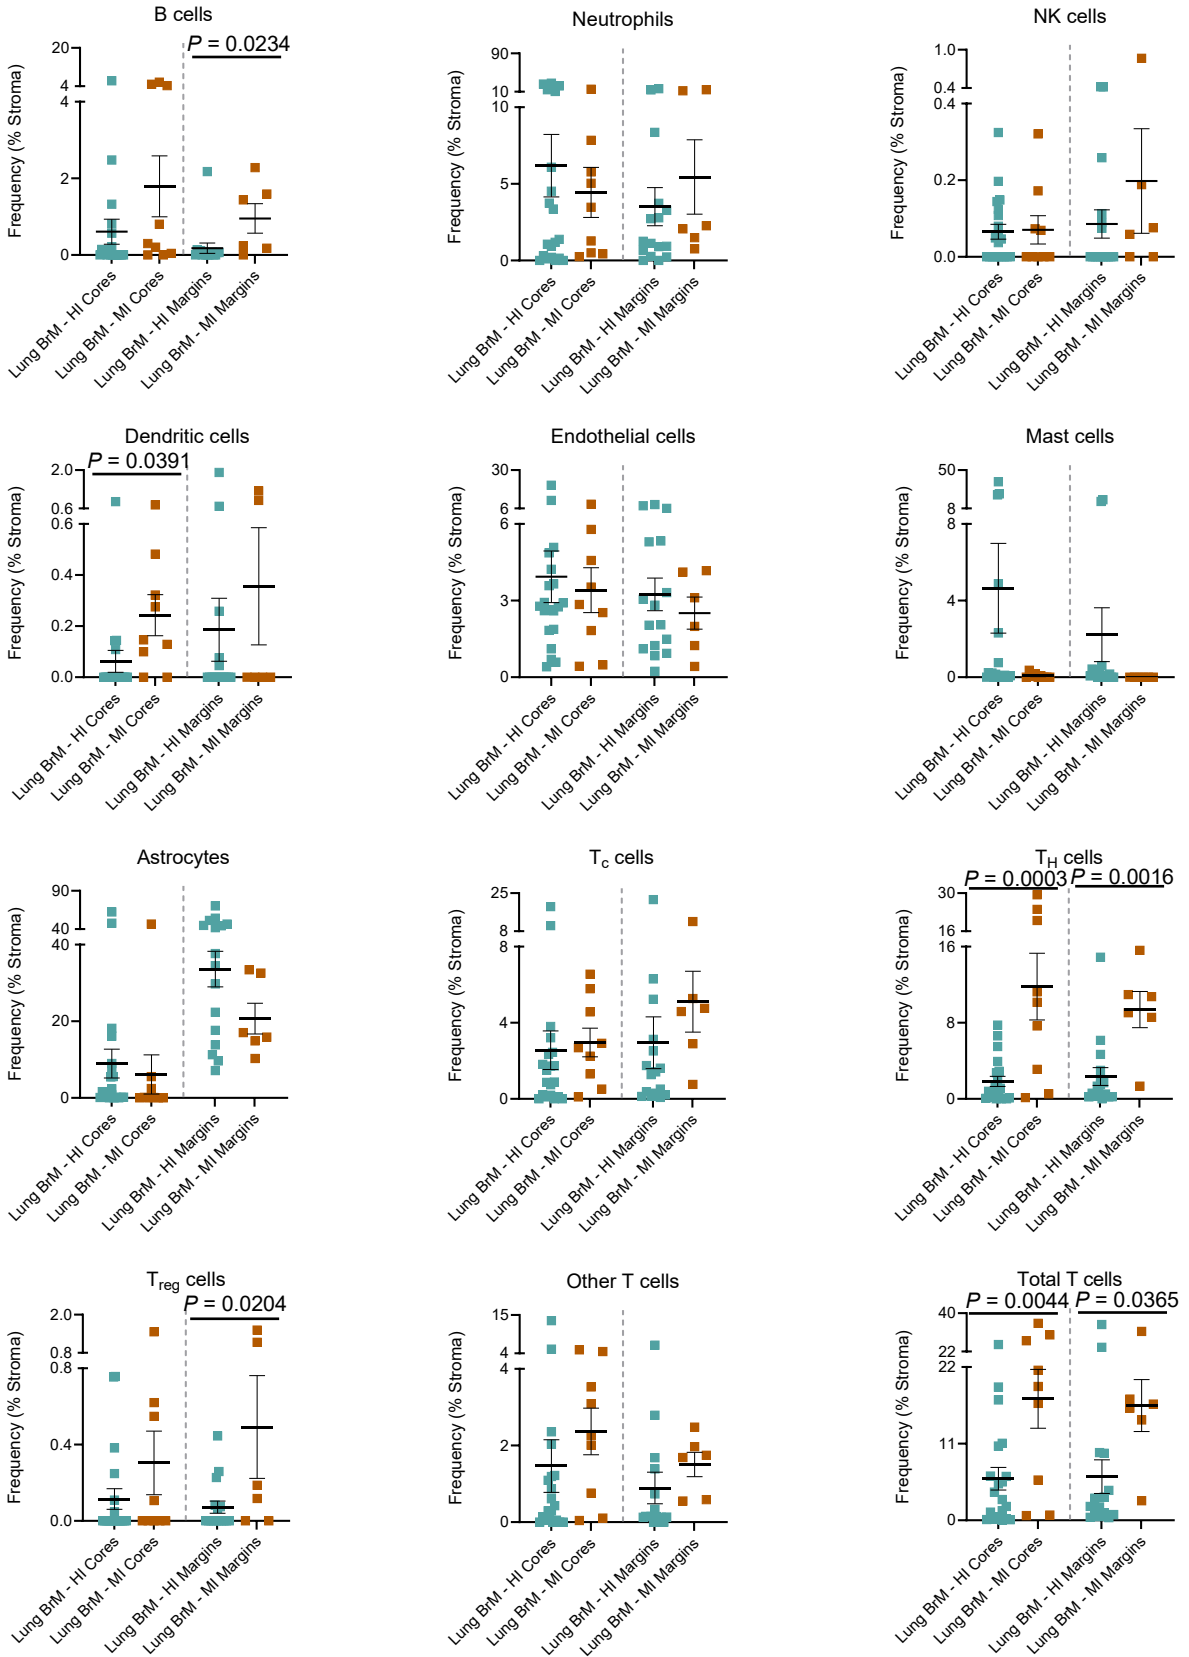 B cells
P = 0.0234
Frequency (% Stroma)
20
4
4
2
0
Lung BrM - HI Cores
Lung BrM - MI Cores
Lung BrM - HI Margins
Lung BrM - MI Margins
Neutrophils
Frequency (% Stroma)
90
10
10
5
0
Lung BrM - HI Cores
Lung BrM - MI Cores
Lung BrM - HI Margins
Lung BrM - MI Margins
NK cells
Frequency (% Stroma)
1.0
0.4
0.4
0.2
0.0
Lung BrM - HI Cores
Lung BrM - MI Cores
Lung BrM - HI Margins
Lung BrM - MI Margins
Dendritic cells
P = 0.0391
Frequency (% Stroma)
2.0
0.6
0.6
0.4
0.2
0.0
Lung BrM - HI Cores
Lung BrM - MI Cores
Lung BrM - HI Margins
Lung BrM - MI Margins
Endothelial cells
Frequency (% Stroma)
30
6
6
3
0
Lung BrM - HI Cores
Lung BrM - MI Cores
Lung BrM - HI Margins
Lung BrM - MI Margins
Mast cells
Frequency (% Stroma)
50
8
8
4
0
Lung BrM - HI Cores
Lung BrM - MI Cores
Lung BrM - HI Margins
Lung BrM - MI Margins
Astrocytes
Frequency (% Stroma)
90
40
40
20
0
Lung BrM - HI Cores
Lung BrM - MI Cores
Lung BrM - HI Margins
Lung BrM - MI Margins
Tc cells
Frequency (% Stroma)
25
8
8
4
0
Lung BrM - HI Cores
Lung BrM - MI Cores
Lung BrM - HI Margins
Lung BrM - MI Margins
TH cells
P = 0.0003 P = 0.0016
Frequency (% Stroma)
30
16
16
8
0
Lung BrM - HI Cores
Lung BrM - MI Cores
Lung BrM - HI Margins
Lung BrM - MI Margins
Treg cells
P = 0.0204
Frequency (% Stroma)
2.0
0.8
0.8
0.4
0.0
Lung BrM - HI Cores
Lung BrM - MI Cores
Lung BrM - HI Margins
Lung BrM - MI Margins
Other T cells
Frequency (% Stroma)
15
4
4
2
0
Lung BrM - HI Cores
Lung BrM - MI Cores
Lung BrM - HI Margins
Lung BrM - MI Margins
Total T cells
P = 0.0044 P = 0.0365
Frequency (% Stroma)
40
22
22
11
0
Lung BrM - HI Cores
Lung BrM - MI Cores
Lung BrM - HI Margins
Lung BrM - MI Margins